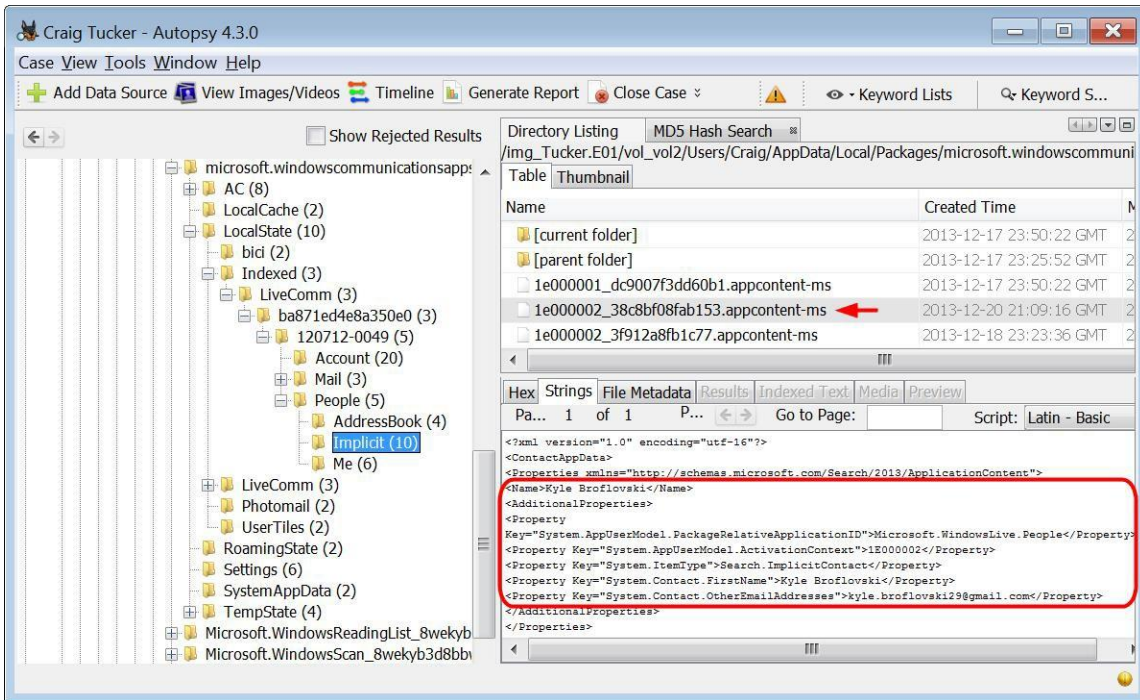 Craig Tucker - Autopsy 4.3.0
Case View Tools Window Help
Add Data Source View Images/Videos Timeline Generate Report Close Case Keyword Lists Keyword S...
Show Rejected Results
microsoft.windowscommunicationsapps
AC (8)
LocalCache (2)
LocalState (10)
bici (2)
Indexed (3)
LiveComm (3)
ba871ed4e8a350e0 (3)
120712-0049 (5)
Account (20)
Mail (3)
People (5)
AddressBook (4)
Implicit (10)
Me (6)
LiveComm (3)
Photomail (2)
UserTiles (2)
RoamingState (2)
Settings (6)
SystemAppData (2)
TempState (4)
Microsoft.WindowsReadingList_8wekyb
Microsoft.WindowsScan_8wekyb3d8bbv
Directory Listing MD5 Hash Search
/img_Tucker.E01/vol_vol2/Users/Craig/AppData/Local/Packages/microsoft.windowscommuni
Table Thumbnail
Name Created Time M
[current folder] 2013-12-17 23:50:22 GMT 2
[parent folder] 2013-12-17 23:25:52 GMT 2
1e000001_dc9007f3dd60b1.appcontent-ms 2013-12-17 23:50:22 GMT 2
1e000002_38c8bf08fab153.appcontent-ms 2013-12-20 21:09:16 GMT 2
1e000002_3f912a8fb1c77.appcontent-ms 2013-12-18 23:23:36 GMT 2
Hex Strings File Metadata Results Indexed Text Media Preview
Pa... 1 of 1 P... Go to Page: Script: Latin - Basic
<?xml version="1.0" encoding="utf-16"?>
<ContactAppData>
<Properties xmlns="http://schemas.microsoft.com/Search/2013/ApplicationContent">
<Name>Kyle Broflovski</Name>
<AdditionalProperties>
<Property
Key="System.AppUserModel.PackageRelativeApplicationID">Microsoft.WindowsLive.People</Property>
<Property Key="System.AppUserModel.ActivationContext">1E000002</Property>
<Property Key="System.ItemType">Search.ImplicitContact</Property>
<Property Key="System.Contact.FirstName">Kyle Broflovski</Property>
<Property Key="System.Contact.OtherEmailAddresses">kyle.broflovski29@gmail.com</Property>
</AdditionalProperties>
</Properties>